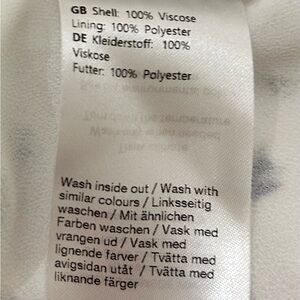 GB Shell: 100% Viscose
Lining: 100% Polyester
DE Kleiderstoff: 100%
Viskose
Futter: 100% Polyester
Wash inside out / Wash with
similar colours / Linksseitig
waschen / Mit ähnlichen
Farben waschen / Vask med
vrangen ud / Vask med
lignende farver / Tvätta med
avigsidan utåt / Tvätta med
liknande färger